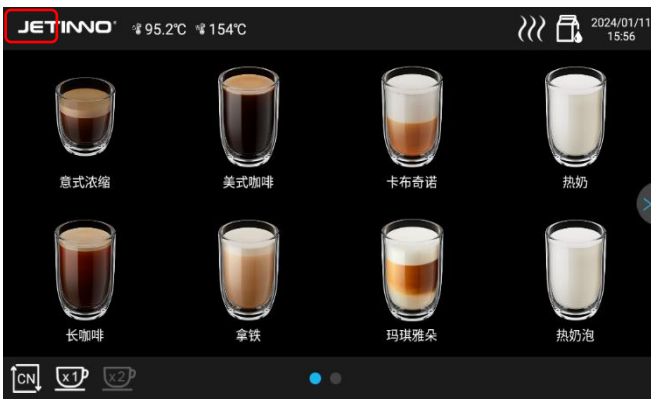 JETINNO 95.2℃ 154℃ 2024/01/11
15:56
意式浓缩 美式咖啡 卡布奇诺 热奶
长咖啡 拿铁 玛琪雅朵 热奶泡
CN x1 x2